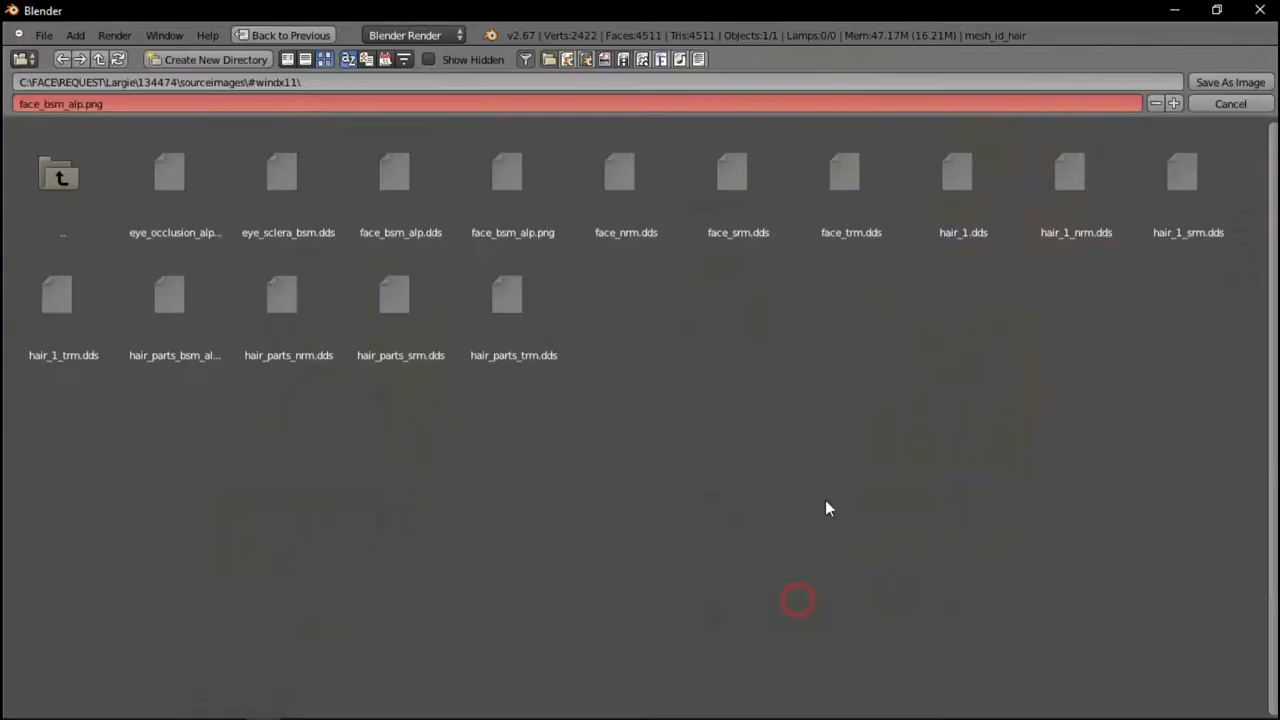 Blender
File Add Render Window Help Back to Previous Blender Render v2.67 | Verts:2422 | Faces:4511 | Tris:4511 | Objects:1/1 | Lamps:0/0 | Mem:47.17M (16.21M) | mesh_id_hair
Create New Directory Show Hidden
C:\FACE\REQUEST\Largie\134474\sourceimages\#windx11\ Save As Image
face_bsm_alp.png Cancel
.. eye_occlusion_alp... eye_sclera_bsm.dds face_bsm_alp.dds face_bsm_alp.png face_nrm.dds face_srm.dds face_trm.dds hair_1.dds hair_1_nrm.dds hair_1_srm.dds
hair_1_trm.dds hair_parts_bsm_al... hair_parts_nrm.dds hair_parts_srm.dds hair_parts_trm.dds